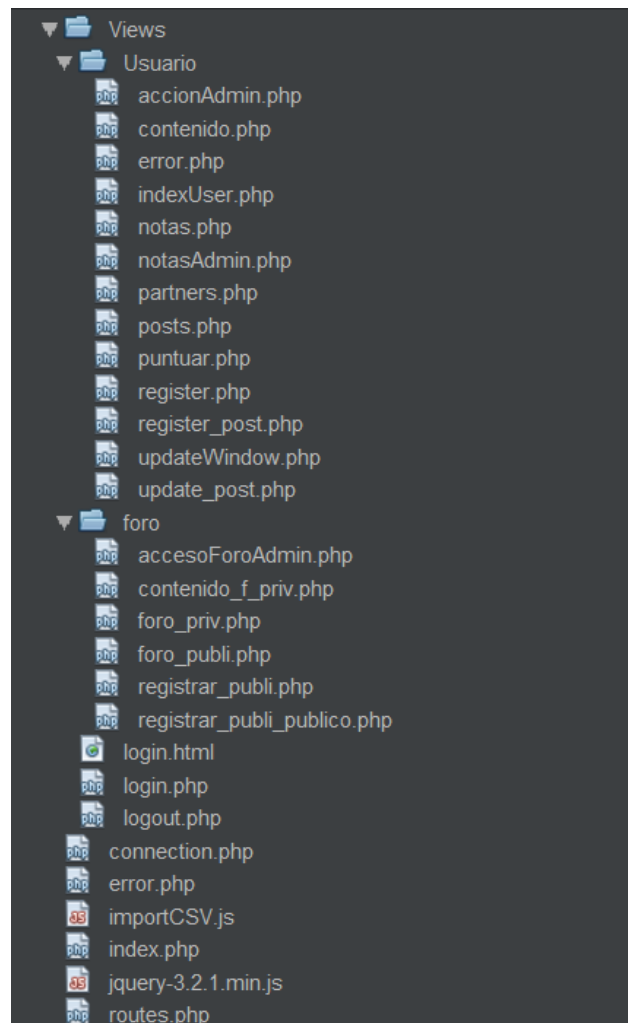 Views
Usuario
accionAdmin.php
contenido.php
error.php
indexUser.php
notas.php
notasAdmin.php
partners.php
posts.php
puntuar.php
register.php
register_post.php
updateWindow.php
update_post.php
foro
accesoForoAdmin.php
contenido_f_priv.php
foro_priv.php
foro_publi.php
registrar_publi.php
registrar_publi_publico.php
login.html
login.php
logout.php
connection.php
error.php
importCSV.js
index.php
jquery-3.2.1.min.js
routes.php